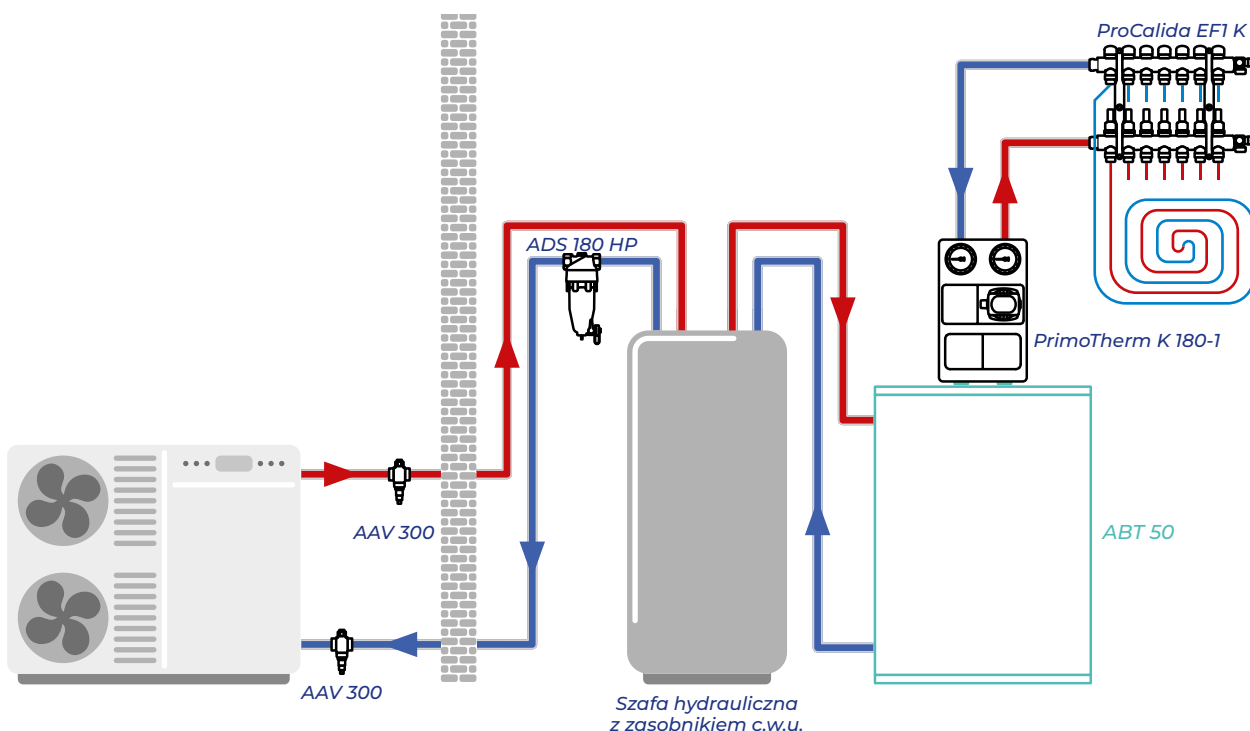 ProCalida EF1 K
ADS 180 HP
PrimoTherm K 180-1
AAV 300
ABT 50
AAV 300
Szafa hydrauliczna
z zasobnikiem c.w.u.